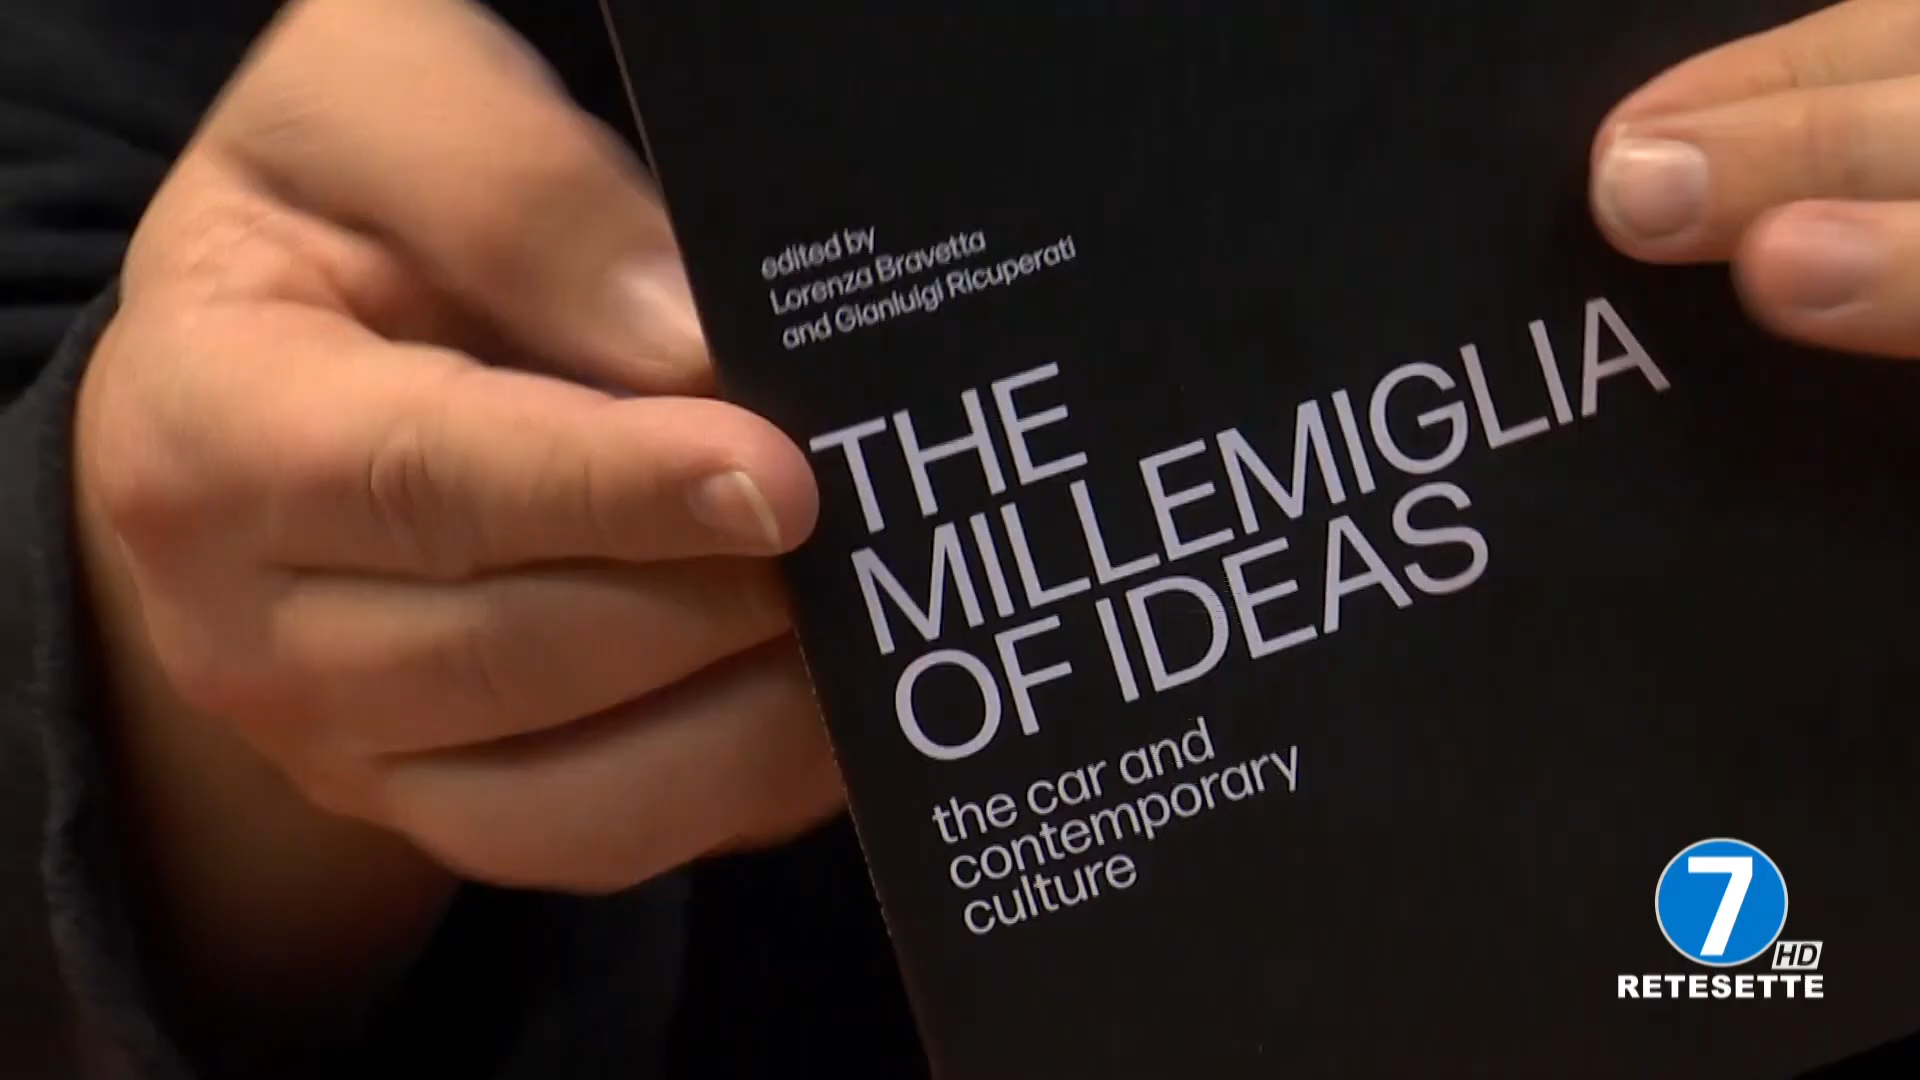 edited by
Lorenza Bravetta
and Gianluigi Ricuperati
THE
MILLEMIGLIA
OF IDEAS
the car and
contemporary
culture
7
HD
RETESETTE